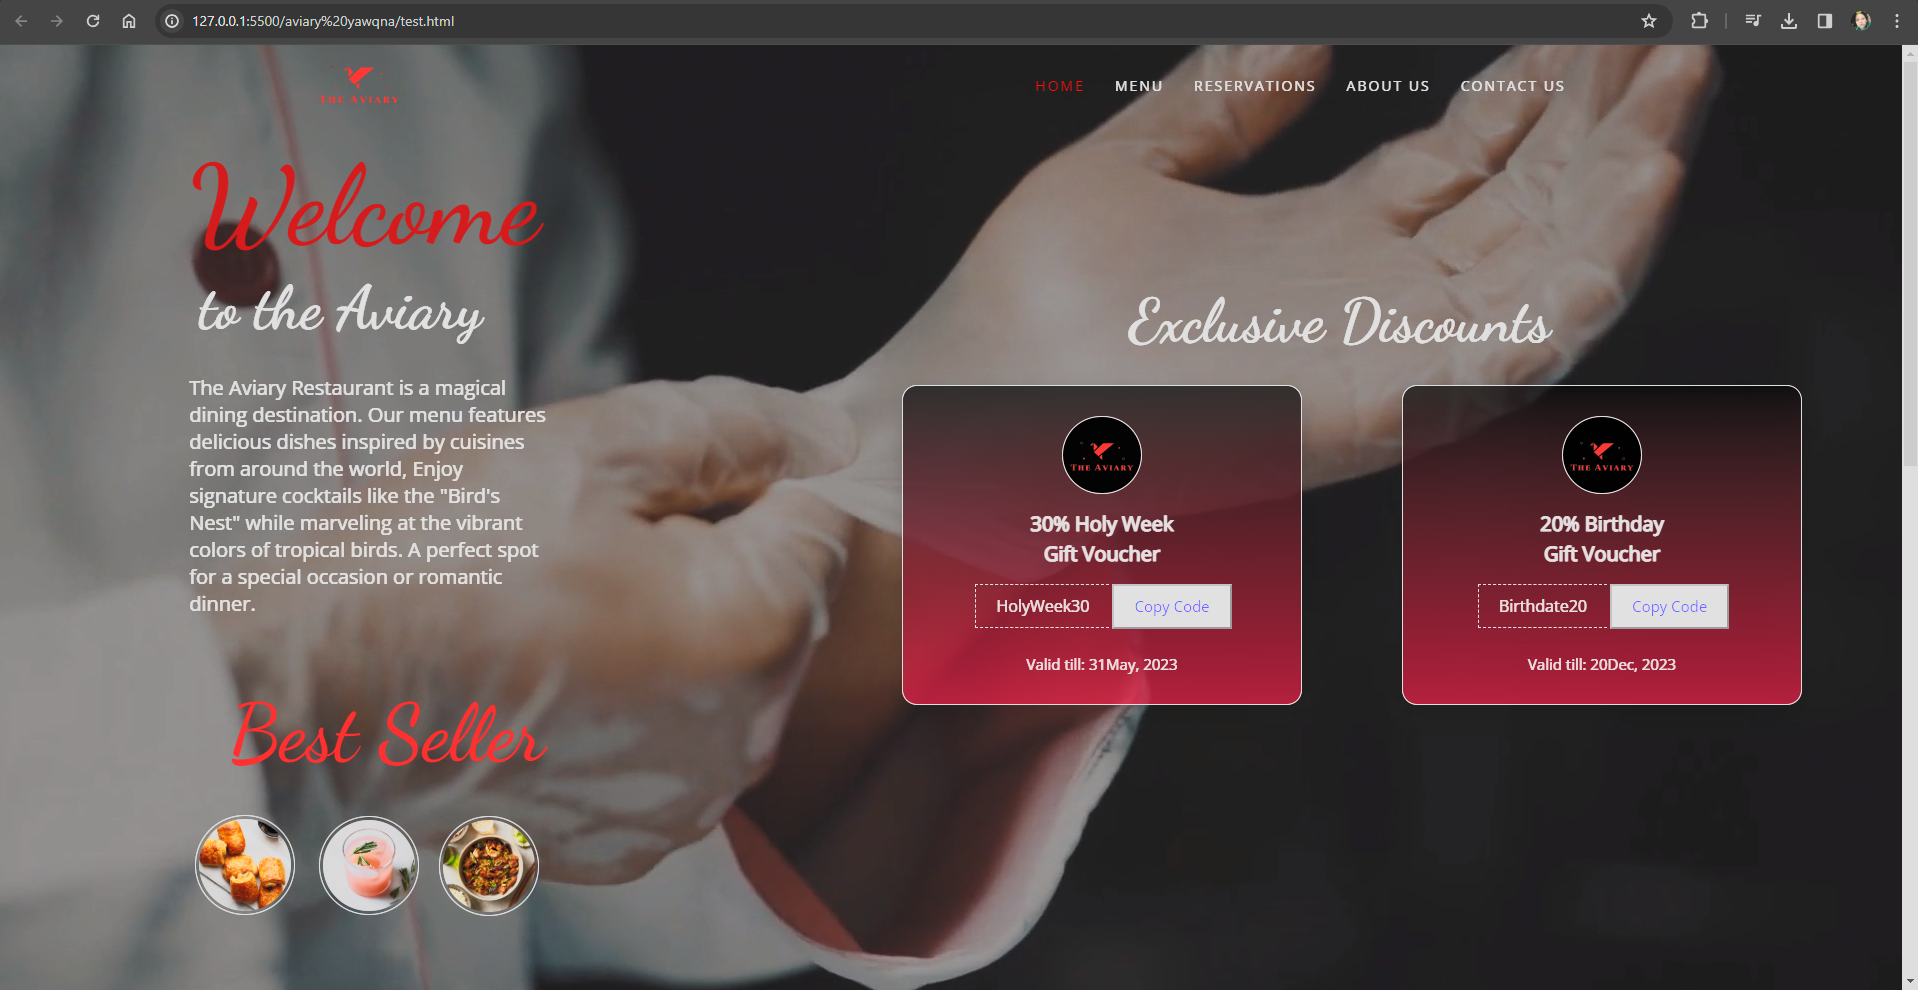 127.0.0.1:5500/aviary%20yawqna/test.html
THE AVIARY
HOME MENU RESERVATIONS ABOUT US CONTACT US
Welcome
to the Aviary
The Aviary Restaurant is a magical
dining destination. Our menu features
delicious dishes inspired by cuisines
from around the world, Enjoy
signature cocktails like the "Bird's
Nest" while marveling at the vibrant
colors of tropical birds. A perfect spot
for a special occasion or romantic
dinner.
Best Seller
Exclusive Discounts
THE AVIARY
30% Holy Week
Gift Voucher
HolyWeek30 Copy Code
Valid till: 31May, 2023
THE AVIARY
20% Birthday
Gift Voucher
Birthdate20 Copy Code
Valid till: 20Dec, 2023